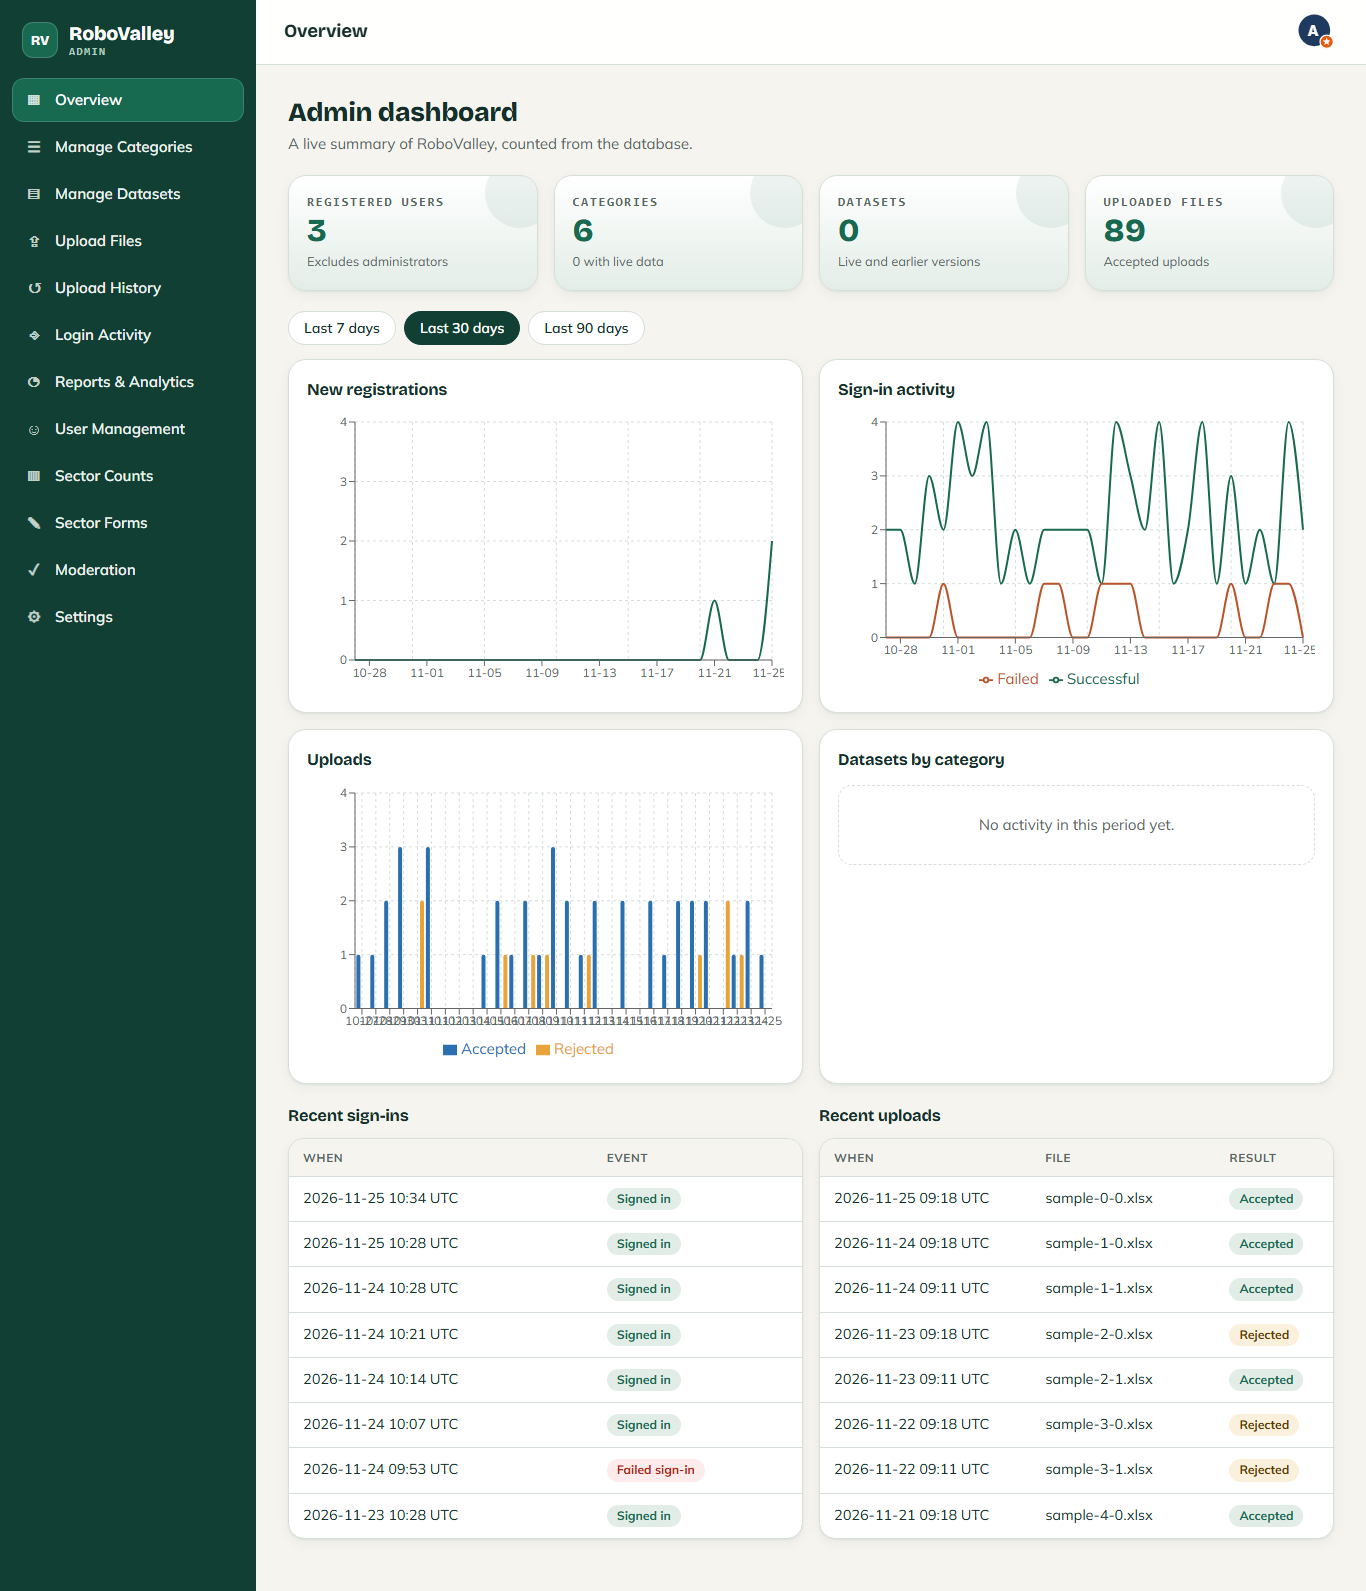 RV
RoboValley
ADMIN
Overview
Manage Categories
Manage Datasets
Upload Files
Upload History
Login Activity
Reports & Analytics
User Management
Sector Counts
Sector Forms
Moderation
Settings
Overview
A
Admin dashboard
A live summary of RoboValley, counted from the database.
REGISTERED USERS
3
Excludes administrators
CATEGORIES
6
0 with live data
DATASETS
0
Live and earlier versions
UPLOADED FILES
89
Accepted uploads
Last 7 days
Last 30 days
Last 90 days
New registrations
4
3
2
1
0
10-28 11-01 11-05 11-09 11-13 11-17 11-21 11-25
Sign-in activity
4
3
2
1
0
10-28 11-01 11-05 11-09 11-13 11-17 11-21 11-25
Failed Successful
Uploads
4
3
2
1
0
Accepted Rejected
Datasets by category
No activity in this period yet.
Recent sign-ins
WHEN EVENT
2026-11-25 10:34 UTC Signed in
2026-11-25 10:28 UTC Signed in
2026-11-24 10:28 UTC Signed in
2026-11-24 10:21 UTC Signed in
2026-11-24 10:14 UTC Signed in
2026-11-24 10:07 UTC Signed in
2026-11-24 09:53 UTC Failed sign-in
2026-11-23 10:28 UTC Signed in
Recent uploads
WHEN FILE RESULT
2026-11-25 09:18 UTC sample-0-0.xlsx Accepted
2026-11-24 09:18 UTC sample-1-0.xlsx Accepted
2026-11-24 09:11 UTC sample-1-1.xlsx Accepted
2026-11-23 09:18 UTC sample-2-0.xlsx Rejected
2026-11-23 09:11 UTC sample-2-1.xlsx Accepted
2026-11-22 09:18 UTC sample-3-0.xlsx Rejected
2026-11-22 09:11 UTC sample-3-1.xlsx Rejected
2026-11-21 09:18 UTC sample-4-0.xlsx Accepted